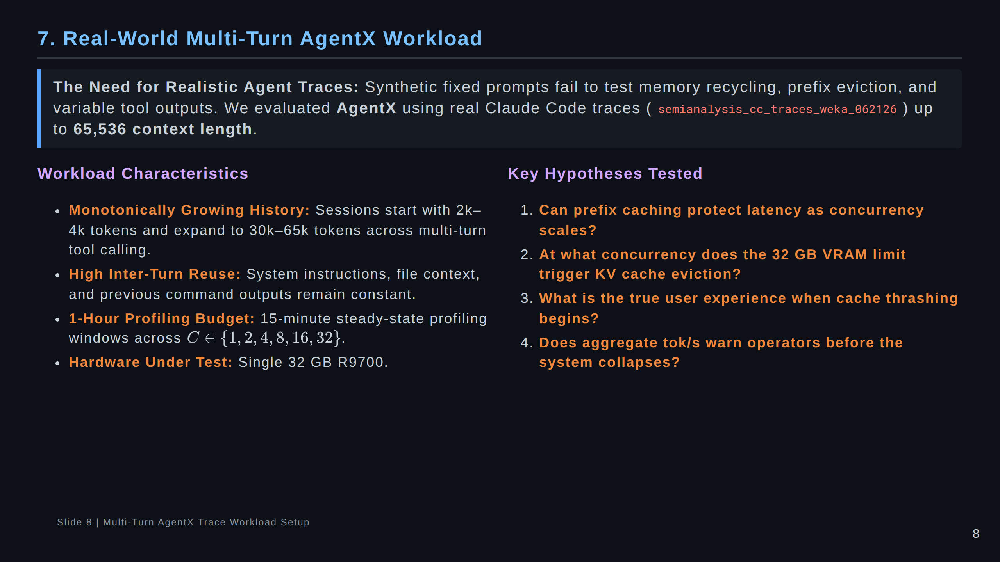 7. Real-World Multi-Turn AgentX Workload
The Need for Realistic Agent Traces: Synthetic fixed prompts fail to test memory recycling, prefix eviction, and
variable tool outputs. We evaluated AgentX using real Claude Code traces ( semianalysis_cc_traces_weka_062126 ) up
to 65,536 context length.
Workload Characteristics
• Monotonically Growing History: Sessions start with 2k–
4k tokens and expand to 30k–65k tokens across multi-turn
tool calling.
• High Inter-Turn Reuse: System instructions, file context,
and previous command outputs remain constant.
• 1-Hour Profiling Budget: 15-minute steady-state profiling
windows across C ∈ {1, 2, 4, 8, 16, 32}.
• Hardware Under Test: Single 32 GB R9700.
Key Hypotheses Tested
1. Can prefix caching protect latency as concurrency
scales?
2. At what concurrency does the 32 GB VRAM limit
trigger KV cache eviction?
3. What is the true user experience when cache thrashing
begins?
4. Does aggregate tok/s warn operators before the
system collapses?
Slide 8 | Multi-Turn AgentX Trace Workload Setup
8